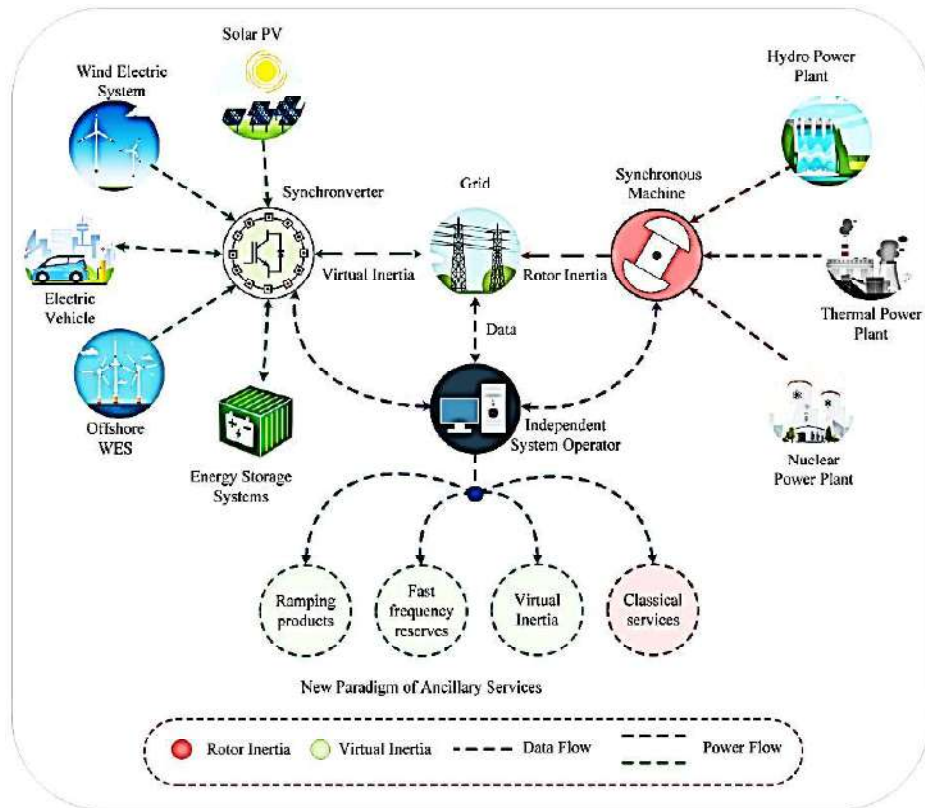 Solar PV
Wind Electric
System
Hydro Power
Plant
Synchronverter
Grid
Synchronous
Machine
Virtual Inertia
Rotor Inertia
Electric
Vehicle
Thermal Power
Plant
Data
Offshore
WES
Energy Storage
Systems
Independent
System Operator
Nuclear
Power Plant
Ramping
products
Fast
frequency
reserves
Virtual
Inertia
Classical
services
New Paradigm of Ancillary Services
Rotor Inertia
Virtual Inertia
Data Flow
Power Flow